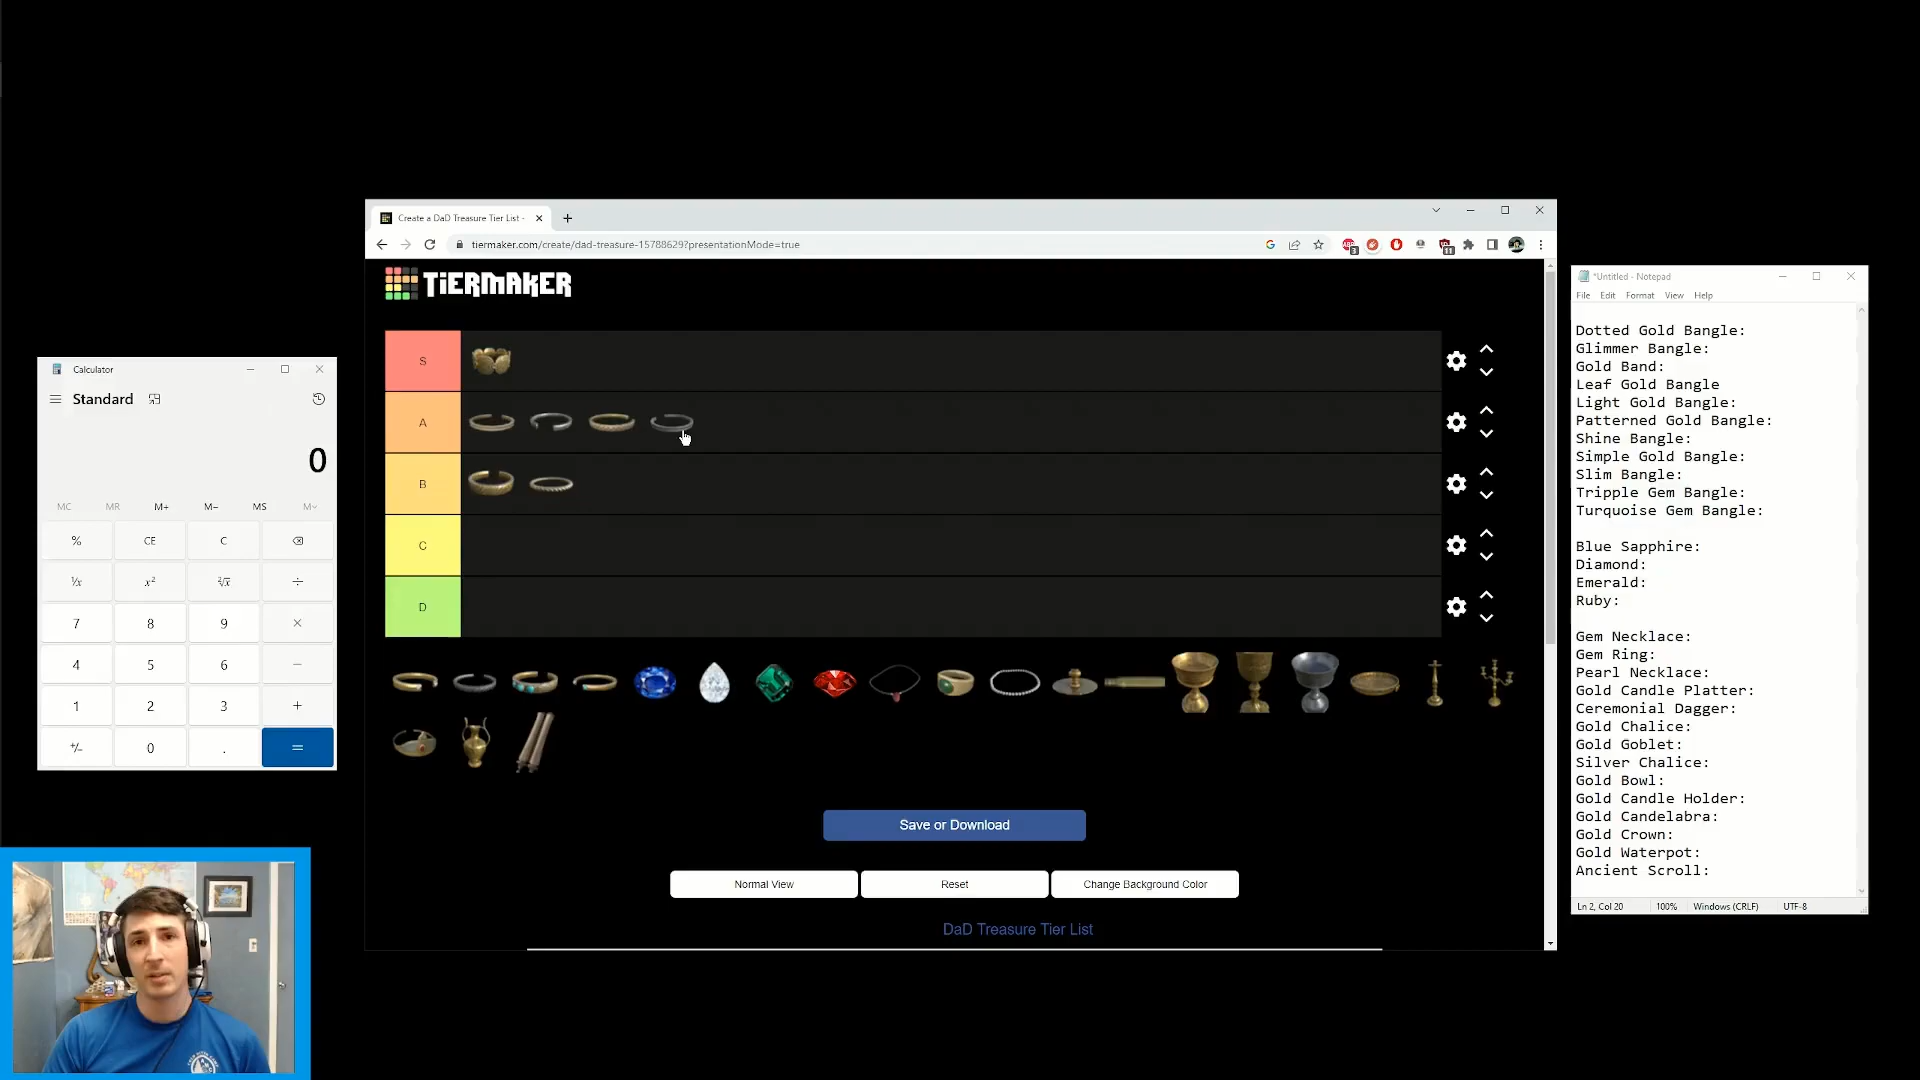 Create a DaD Treasure Tier List -
tiermaker.com/create/dad-treasure-15788629?presentationMode=true
TiERMAKER
S
A
B
C
D
Save or Download
Normal View
Reset
Change Background Color
DaD Treasure Tier List
Calculator
Standard
0
MC MR M+ M− MS M˅
% CE C
¹/x x² ²√x ÷
7 8 9 ×
4 5 6 −
1 2 3 +
+/− 0 . =
*Untitled - Notepad
File Edit Format View Help
Dotted Gold Bangle:
Glimmer Bangle:
Gold Band:
Leaf Gold Bangle
Light Gold Bangle:
Patterned Gold Bangle:
Shine Bangle:
Simple Gold Bangle:
Slim Bangle:
Tripple Gem Bangle:
Turquoise Gem Bangle:
Blue Sapphire:
Diamond:
Emerald:
Ruby:
Gem Necklace:
Gem Ring:
Pearl Necklace:
Gold Candle Platter:
Ceremonial Dagger:
Gold Chalice:
Gold Goblet:
Silver Chalice:
Gold Bowl:
Gold Candle Holder:
Gold Candelabra:
Gold Crown:
Gold Waterpot:
Ancient Scroll:
Ln 2, Col 20 100% Windows (CRLF) UTF-8